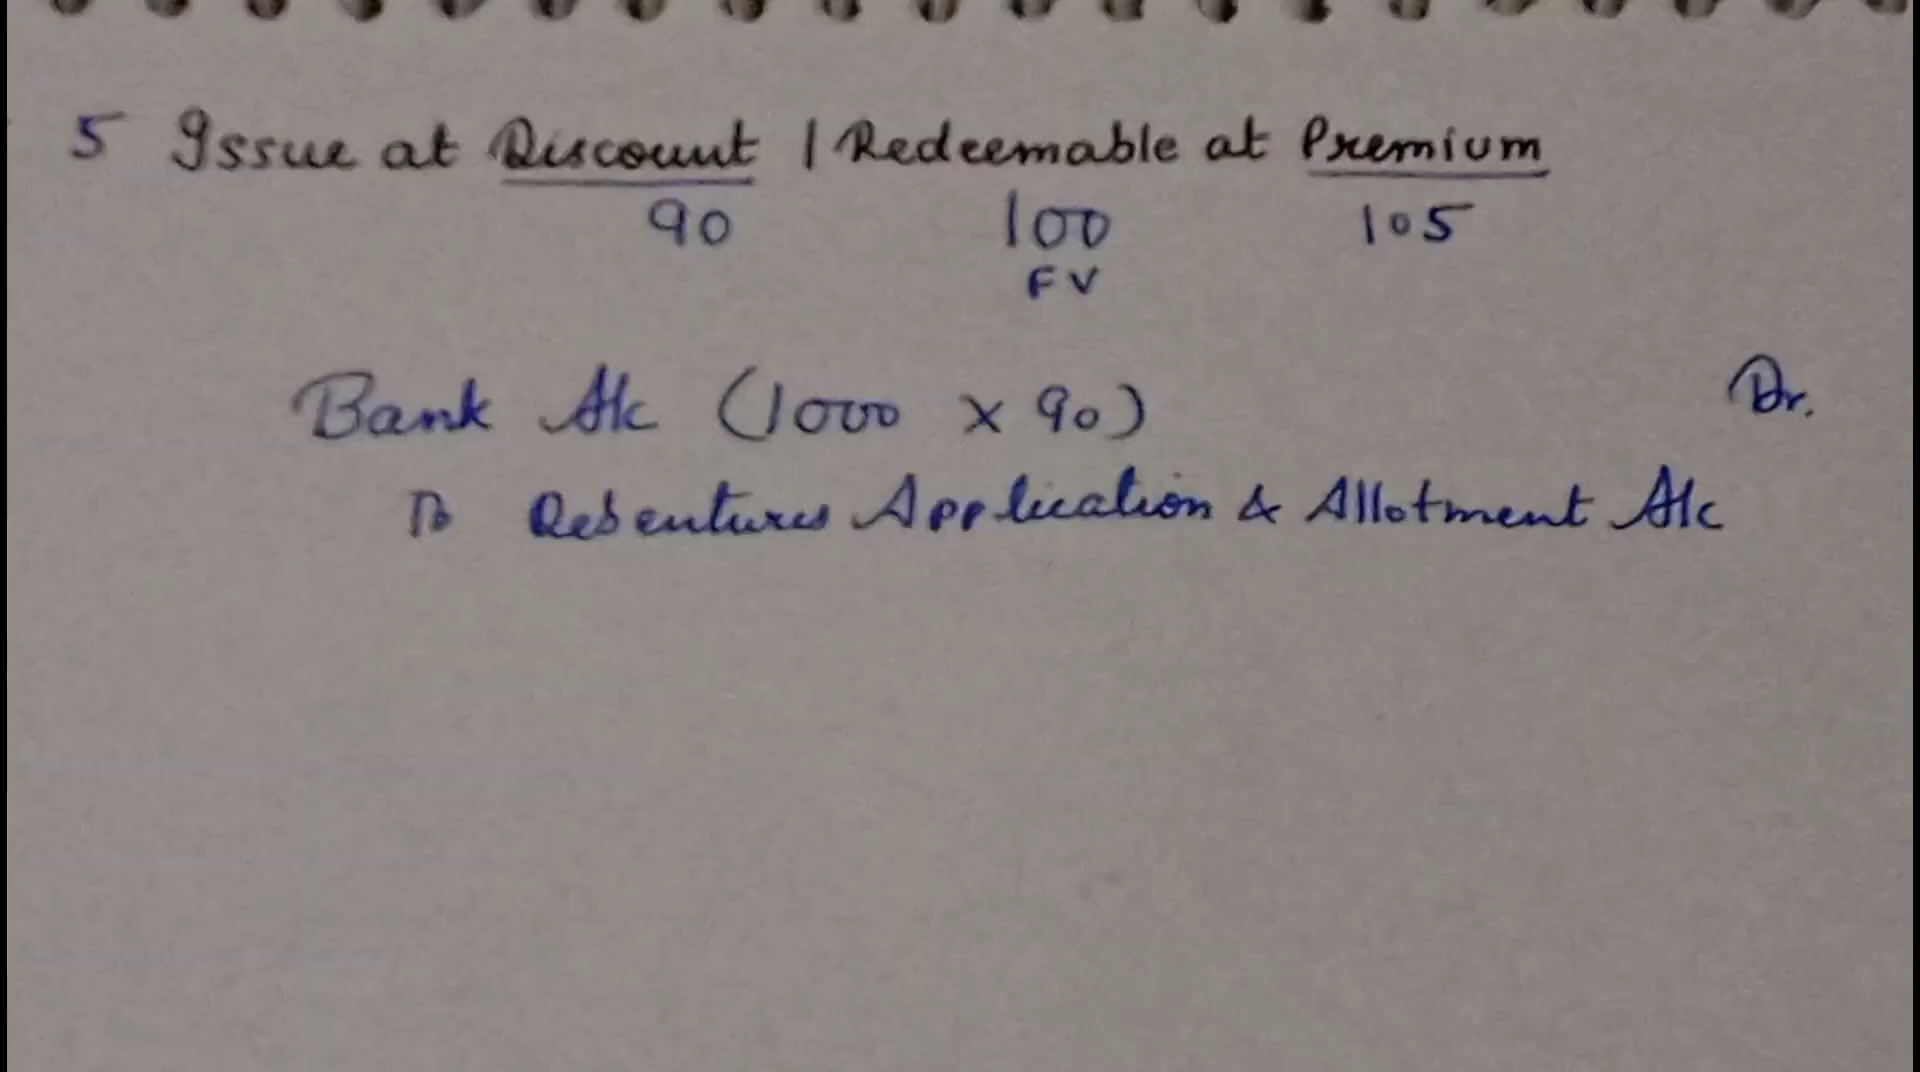 5 Issue at Discount / Redeemable at Premium
90 100 105
FV
Bank A/c (1000 x 90) Dr.
To Debentures Application & Allotment A/c